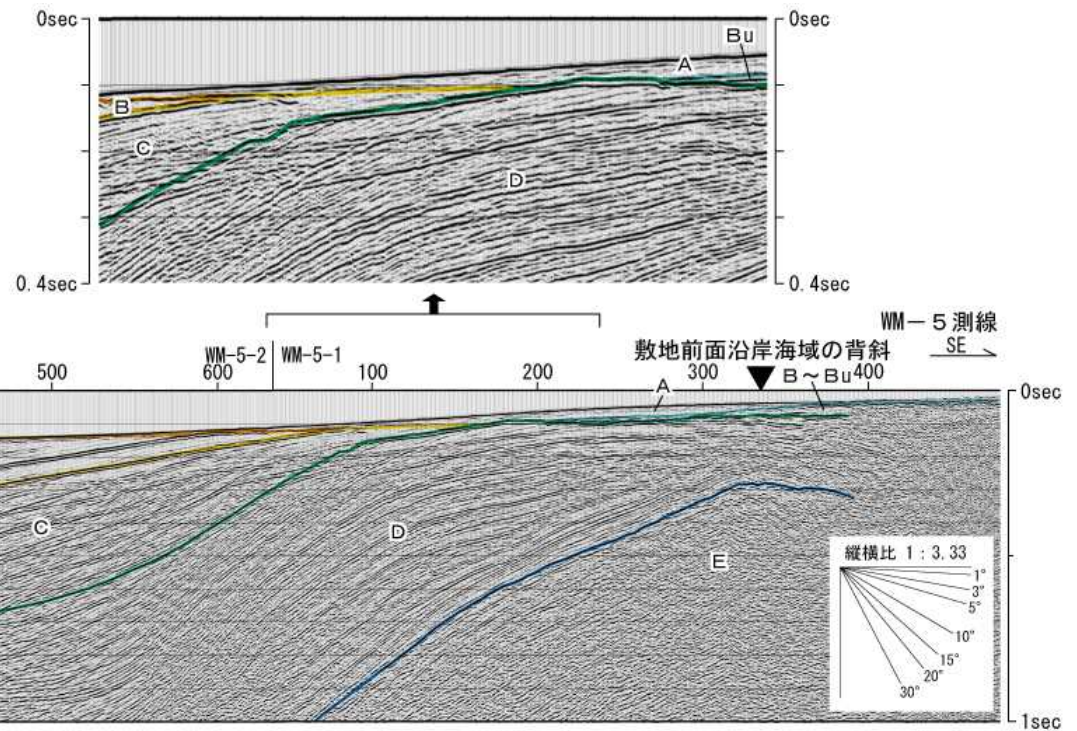 0sec
0sec
Bu
A
B
C
D
0.4sec
0.4sec
WM－５測線
SE
WM-5-2
WM-5-1
敷地前面沿岸海域の背斜
500
600
100
200
300
400
A
B～Bu
0sec
C
D
E
縦横比 1：3.33
1°
3°
5°
10°
15°
20°
30°
1sec